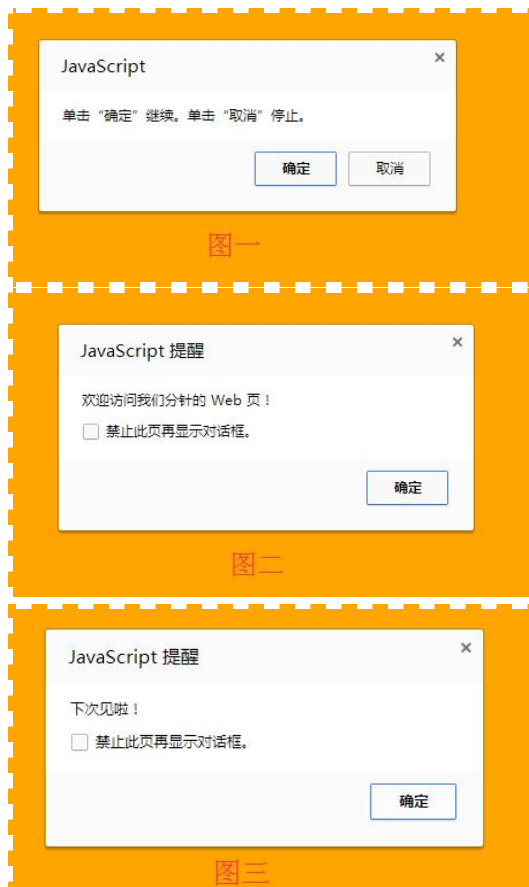 JavaScript
×
单击“确定”继续。单击“取消”停止。
确定 取消
图一
JavaScript 提醒
×
欢迎访问我们分针的 Web 页！
禁止此页再显示对话框。
确定
图二
JavaScript 提醒
×
下次见啦！
禁止此页再显示对话框。
确定
图三